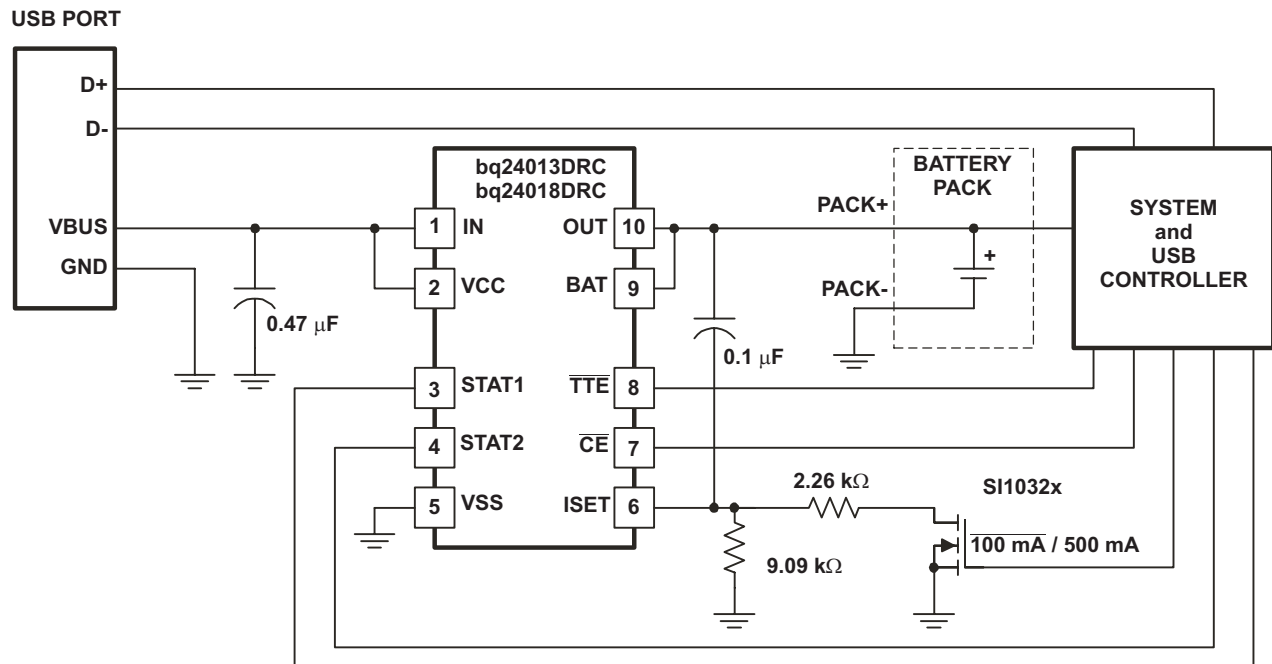 USB PORT
D+
D-
VBUS
GND
0.47 μF
bq24013DRC
bq24018DRC
1 IN
2 VCC
3 STAT1
4 STAT2
5 VSS
OUT 10
BAT 9
TTE 8
CE 7
ISET 6
0.1 μF
PACK+
PACK-
BATTERY
PACK
+
SYSTEM
and
USB
CONTROLLER
2.26 kΩ
9.09 kΩ
SI1032x
100 mA / 500 mA